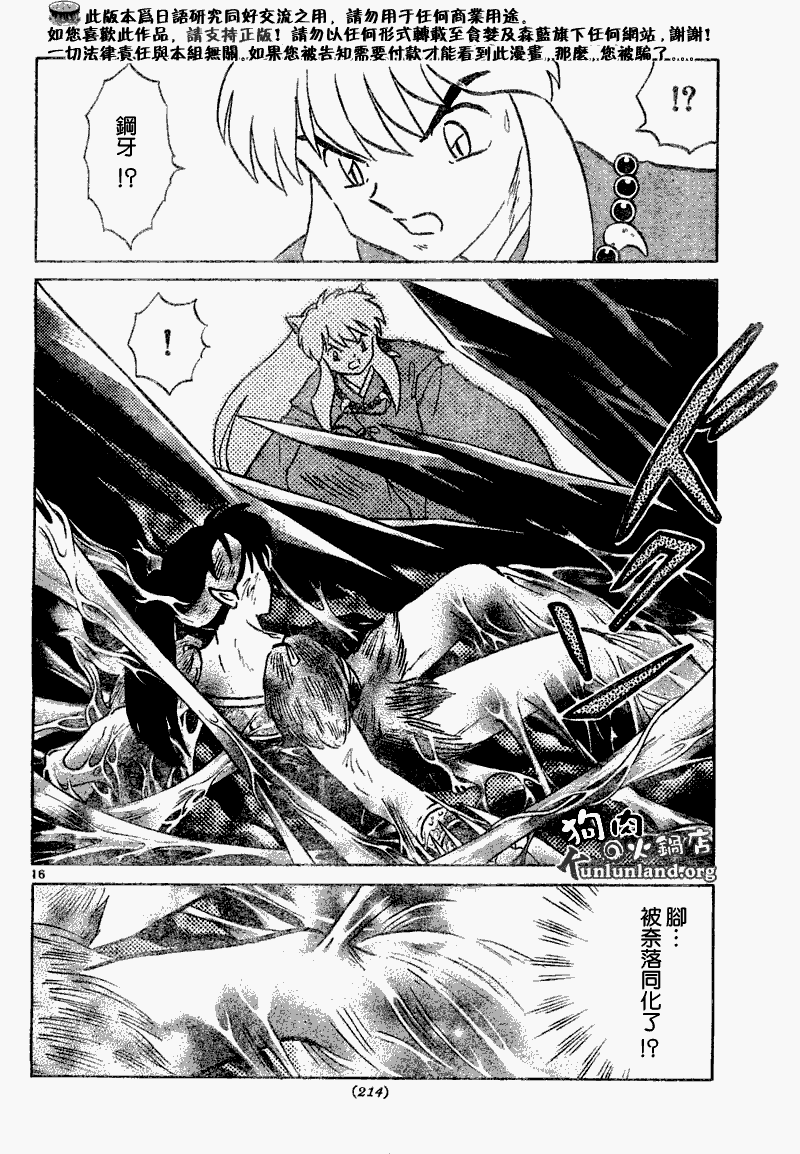 此版本爲日語研究同好交流之用，請勿用于任何商業用途。
如您喜歡此作品，請支持正版！請勿以任何形式轉載至貪婪及森藍旗下任何網站，謝謝！
一切法律責任與本組無關。如果您被告知需要付款才能看到此漫畫，那麽，您被騙了．．．．
!?
鋼牙
!?
！
ドクン
狗肉
の火鍋店
Kunlunland.org
16
腳…
被奈落同化了!?
(214)